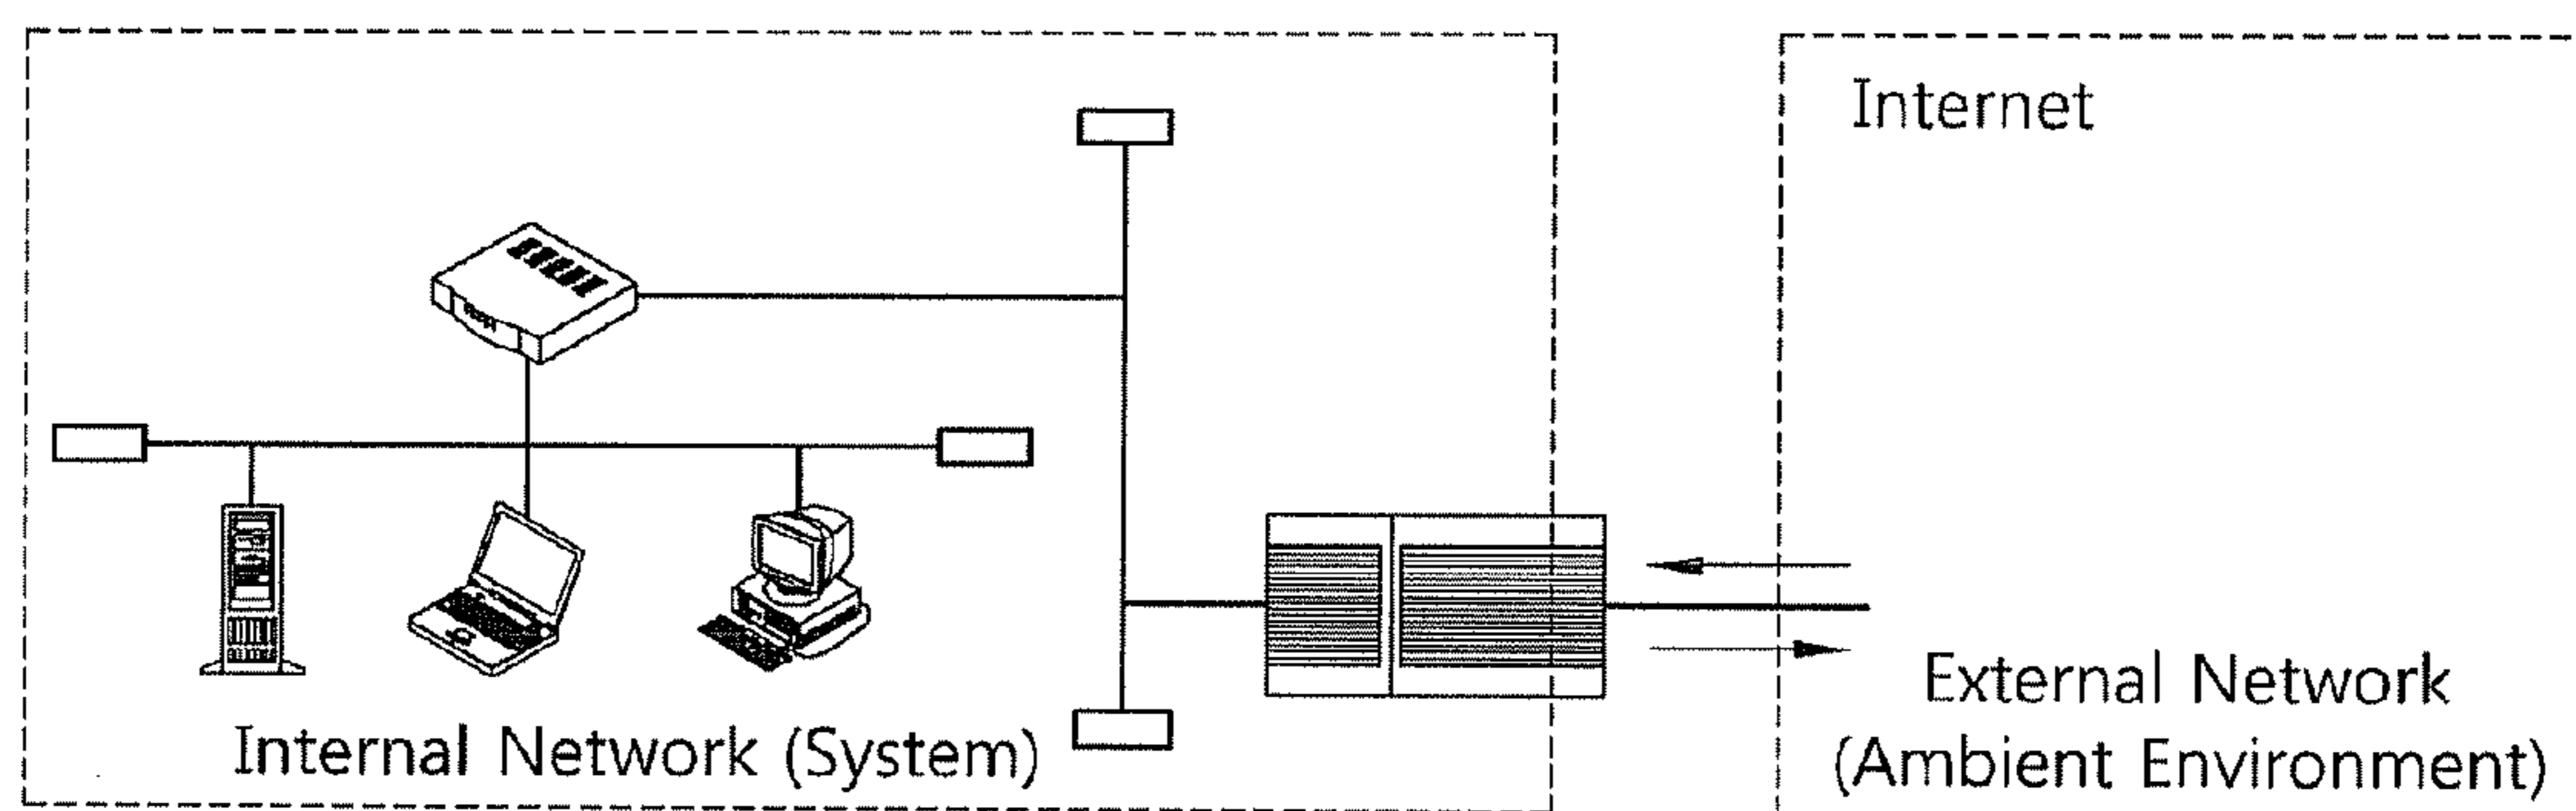 Internet
Internal Network (System)
External Network
(Ambient Environment)